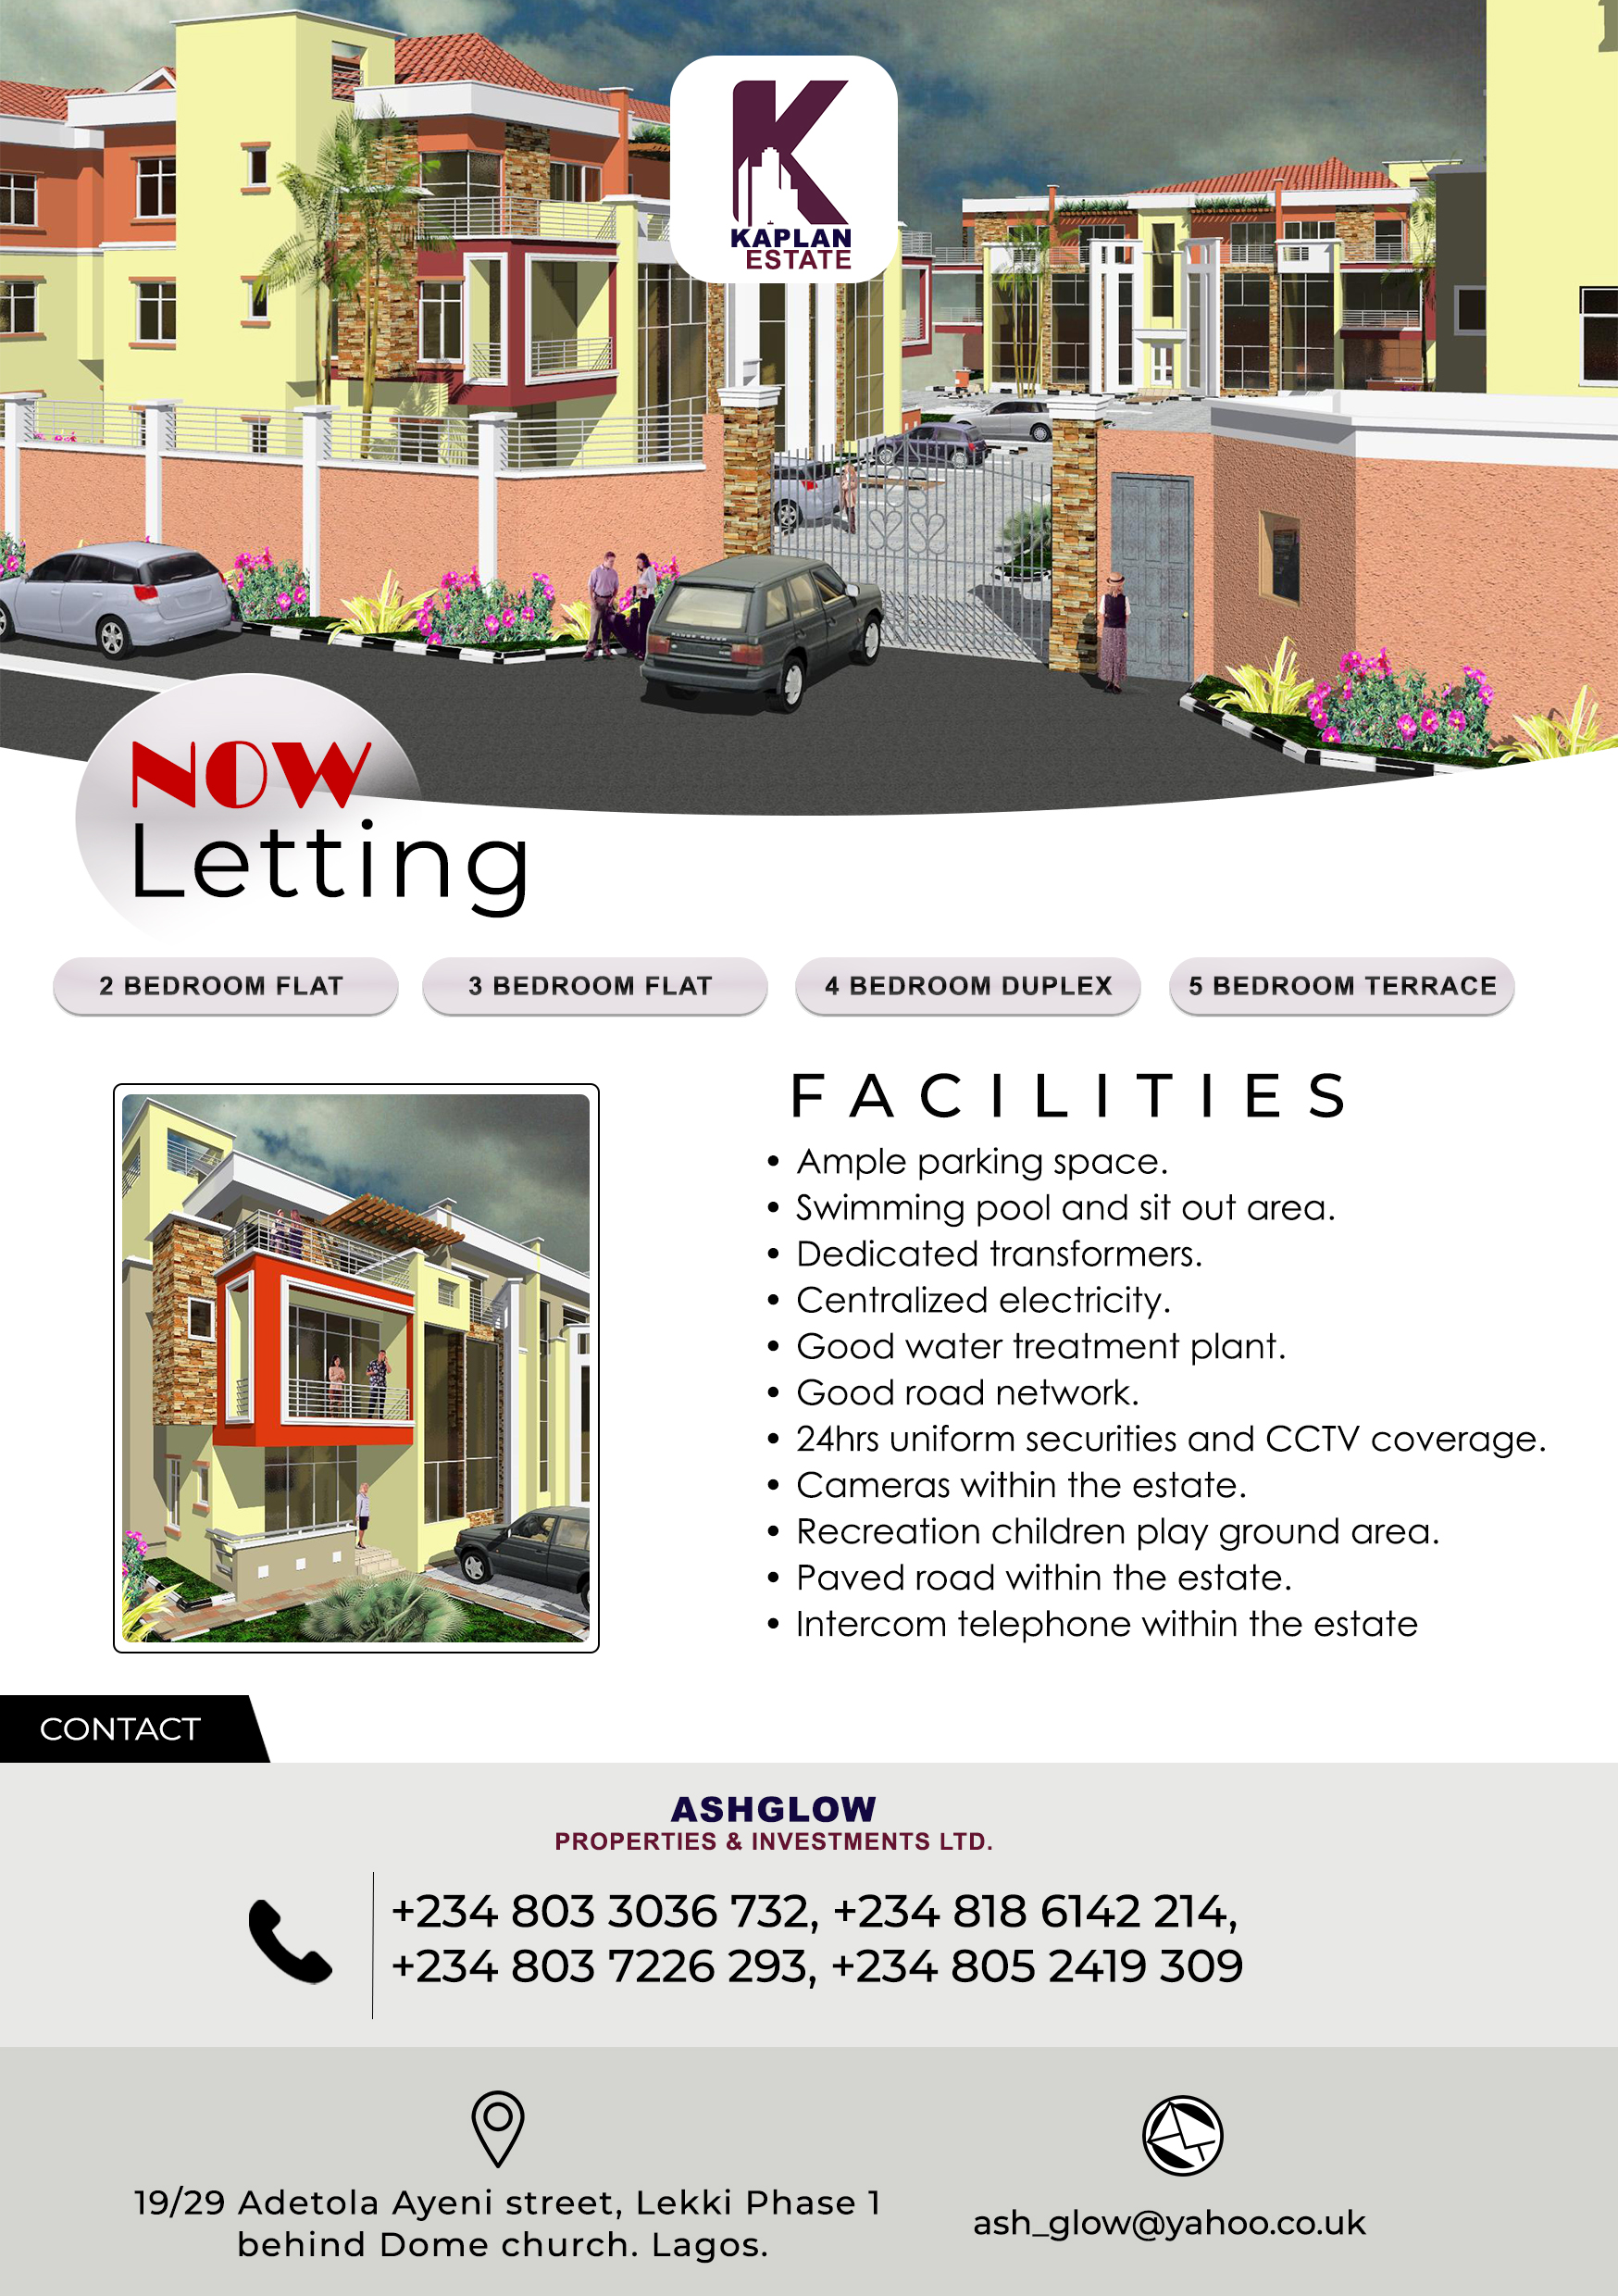 KAPLAN
ESTATE
NOW
Letting
2 BEDROOM FLAT
3 BEDROOM FLAT
4 BEDROOM DUPLEX
5 BEDROOM TERRACE
FACILITIES
• Ample parking space.
• Swimming pool and sit out area.
• Dedicated transformers.
• Centralized electricity.
• Good water treatment plant.
• Good road network.
• 24hrs uniform securities and CCTV coverage.
• Cameras within the estate.
• Recreation children play ground area.
• Paved road within the estate.
• Intercom telephone within the estate
CONTACT
ASHGLOW
PROPERTIES & INVESTMENTS LTD.
+234 803 3036 732, +234 818 6142 214,
+234 803 7226 293, +234 805 2419 309
19/29 Adetola Ayeni street, Lekki Phase 1
behind Dome church. Lagos.
ash_glow@yahoo.co.uk